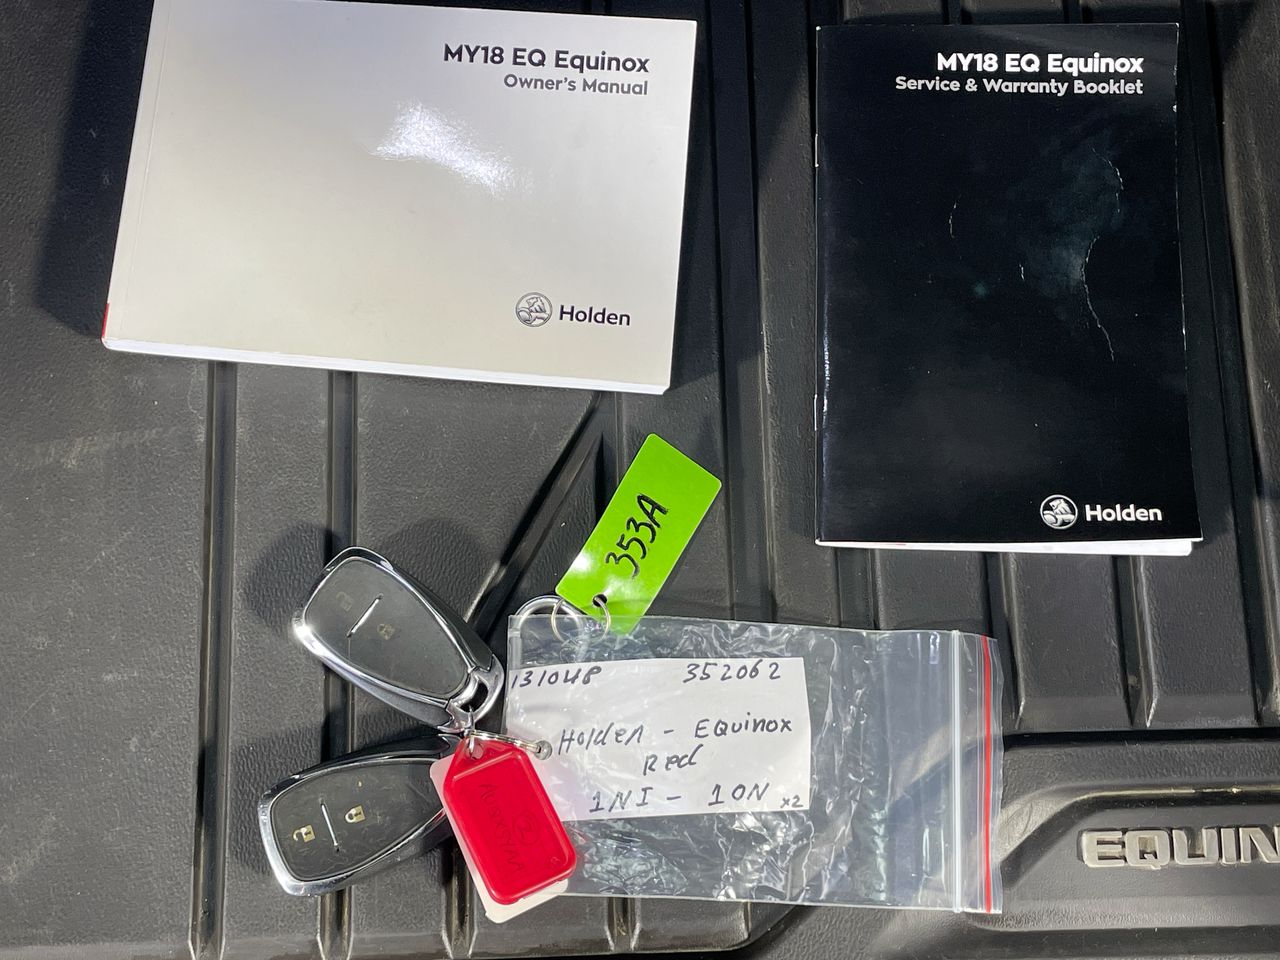 MY18 EQ Equinox
Owner's Manual
Holden
MY18 EQ Equinox
Service & Warranty Booklet
Holden
353A
131048 352062
Holden - EQuinox
Red
1NI - 1ON x2
EQUIN